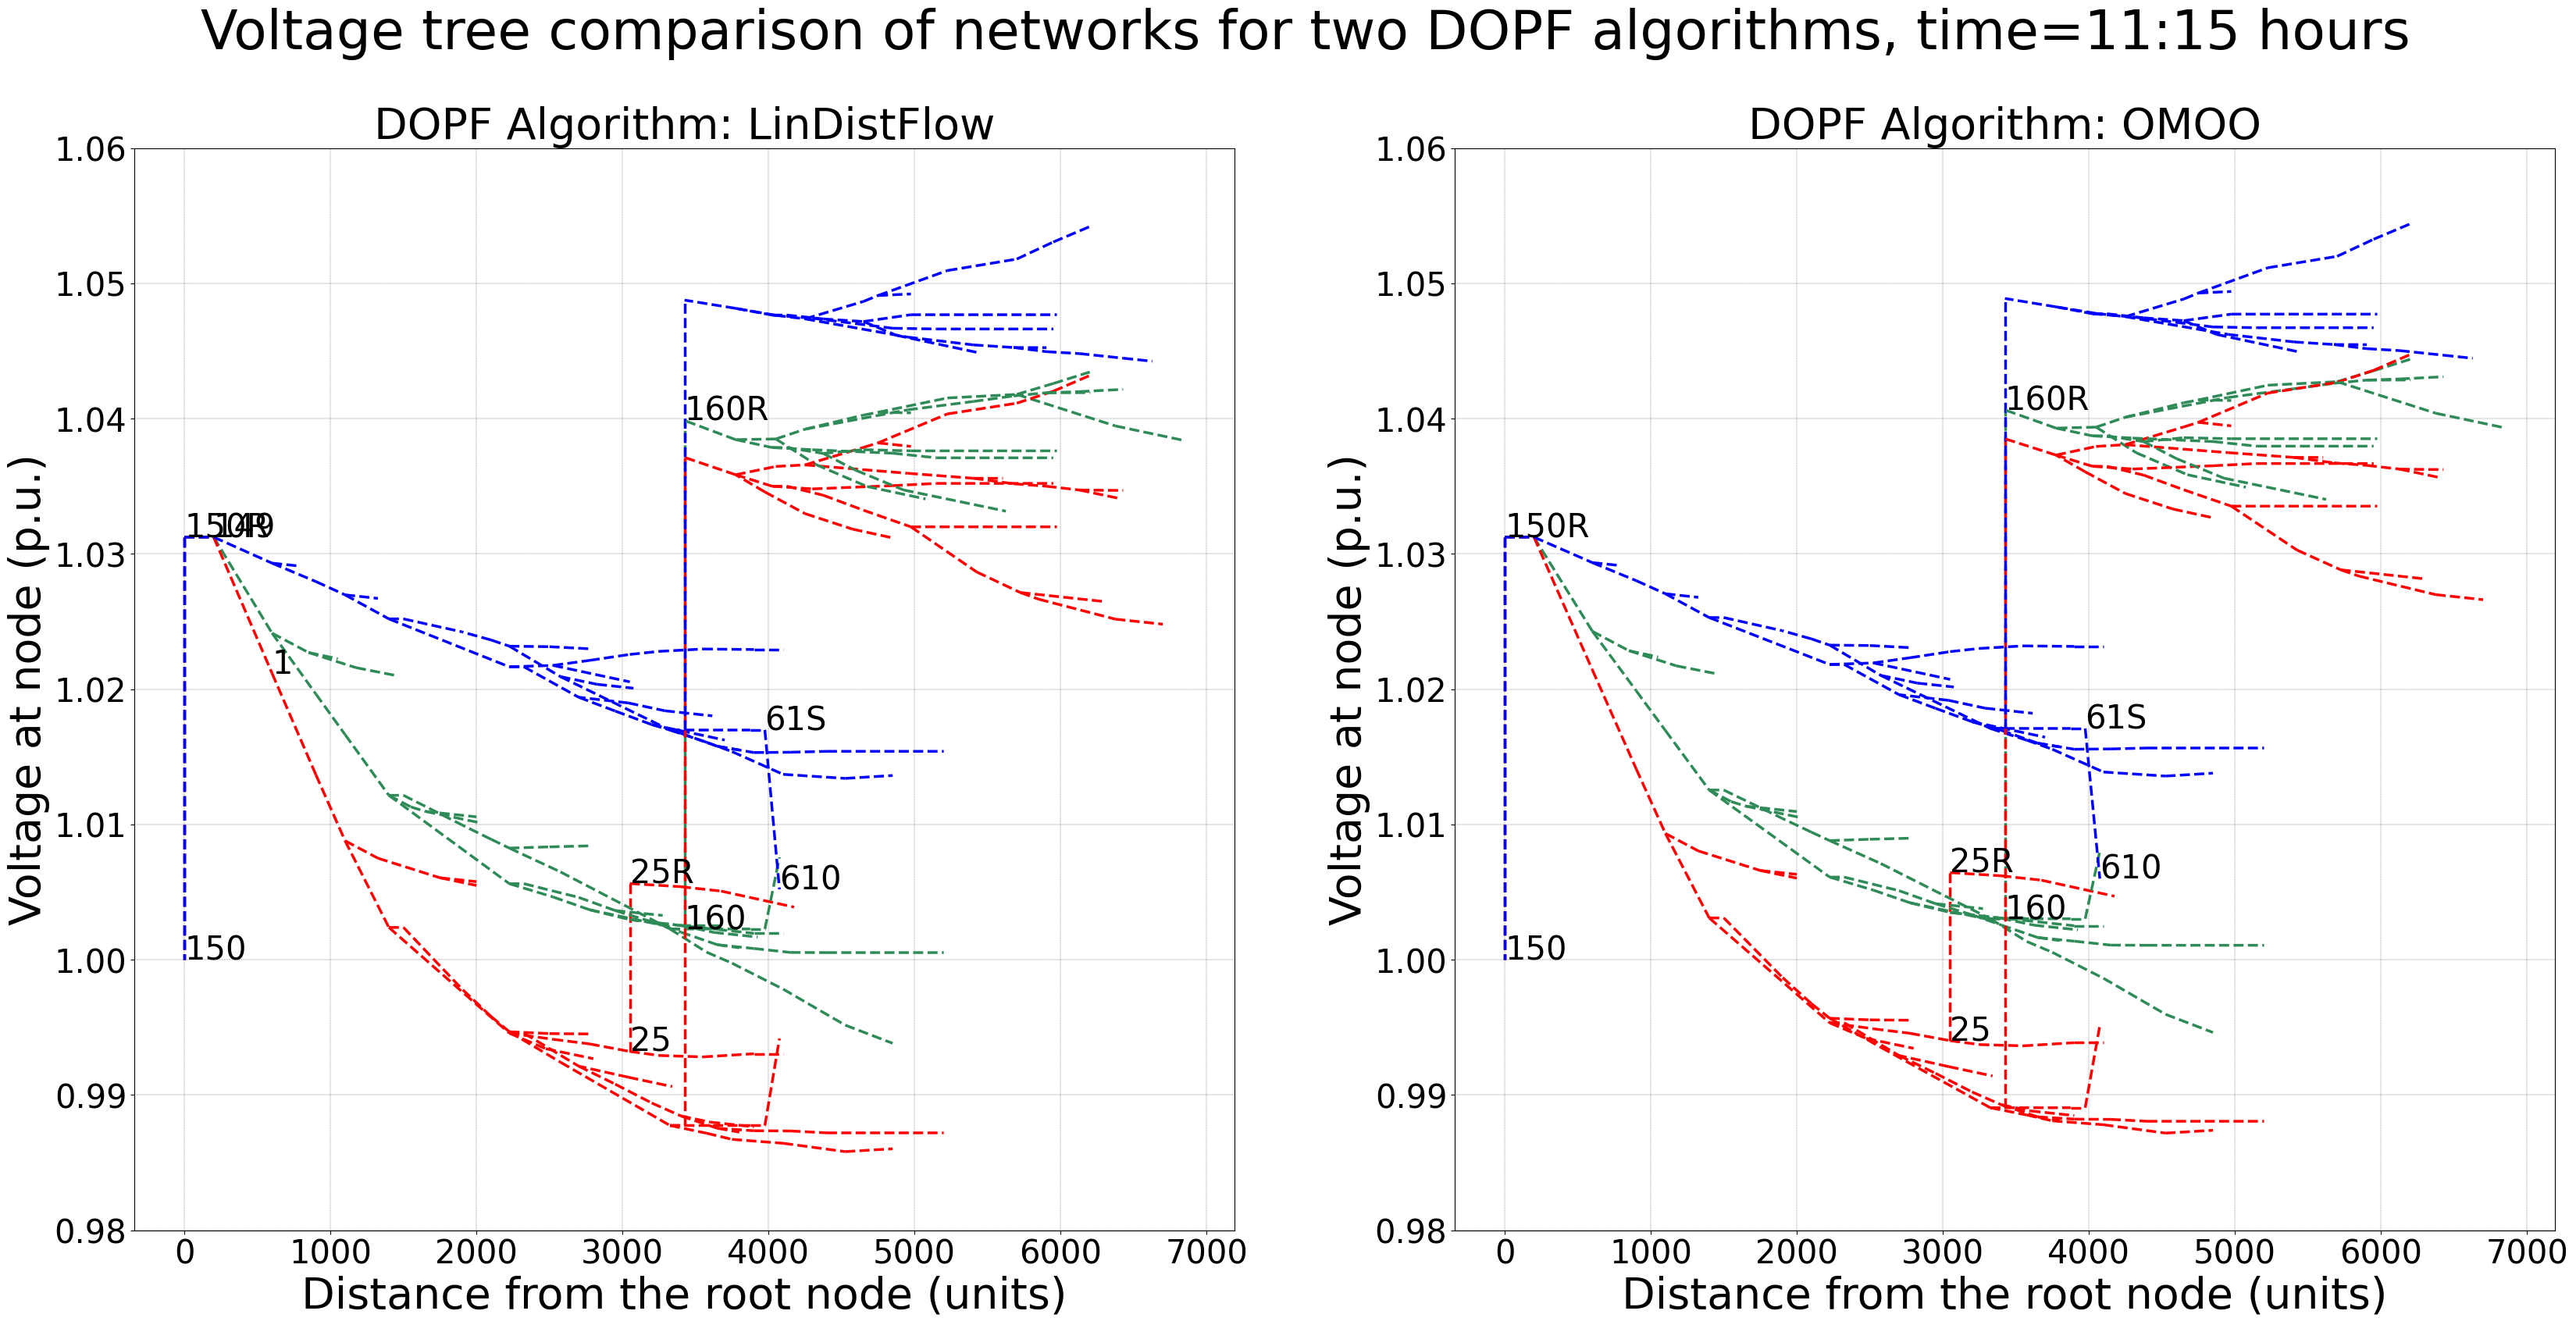 Voltage tree comparison of networks for two DOPF algorithms, time=11:15 hours
DOPF Algorithm: LinDistFlow
Voltage at node (p.u.)
1.06
1.05
1.04
1.03
1.02
1.01
1.00
0.99
0.98
160R
150R
149
1
61S
25R
610
160
150
25
0
1000
2000
3000
4000
5000
6000
7000
Distance from the root node (units)
DOPF Algorithm: OMOO
Voltage at node (p.u.)
1.06
1.05
1.04
1.03
1.02
1.01
1.00
0.99
0.98
160R
150R
61S
25R
610
160
150
25
0
1000
2000
3000
4000
5000
6000
7000
Distance from the root node (units)